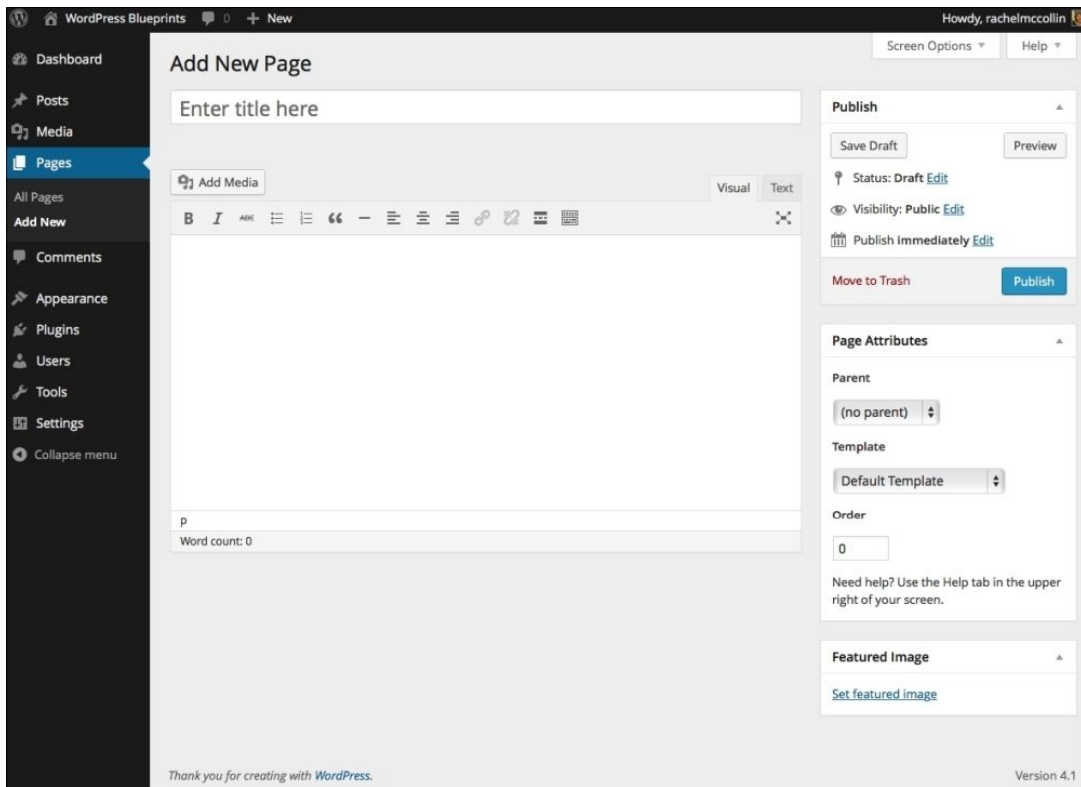 WordPress Blueprints 0 + New
Howdy, rachelmccollin
Dashboard
Posts
Media
Pages
All Pages
Add New
Comments
Appearance
Plugins
Users
Tools
Settings
Collapse menu
Screen Options
Help
Add New Page
Enter title here
Add Media
Visual
Text
B I ABC
p
Word count: 0
Publish
Save Draft
Preview
Status: Draft Edit
Visibility: Public Edit
Publish immediately Edit
Move to Trash
Publish
Page Attributes
Parent
(no parent)
Template
Default Template
Order
0
Need help? Use the Help tab in the upper
right of your screen.
Featured Image
Set featured image
Thank you for creating with WordPress.
Version 4.1